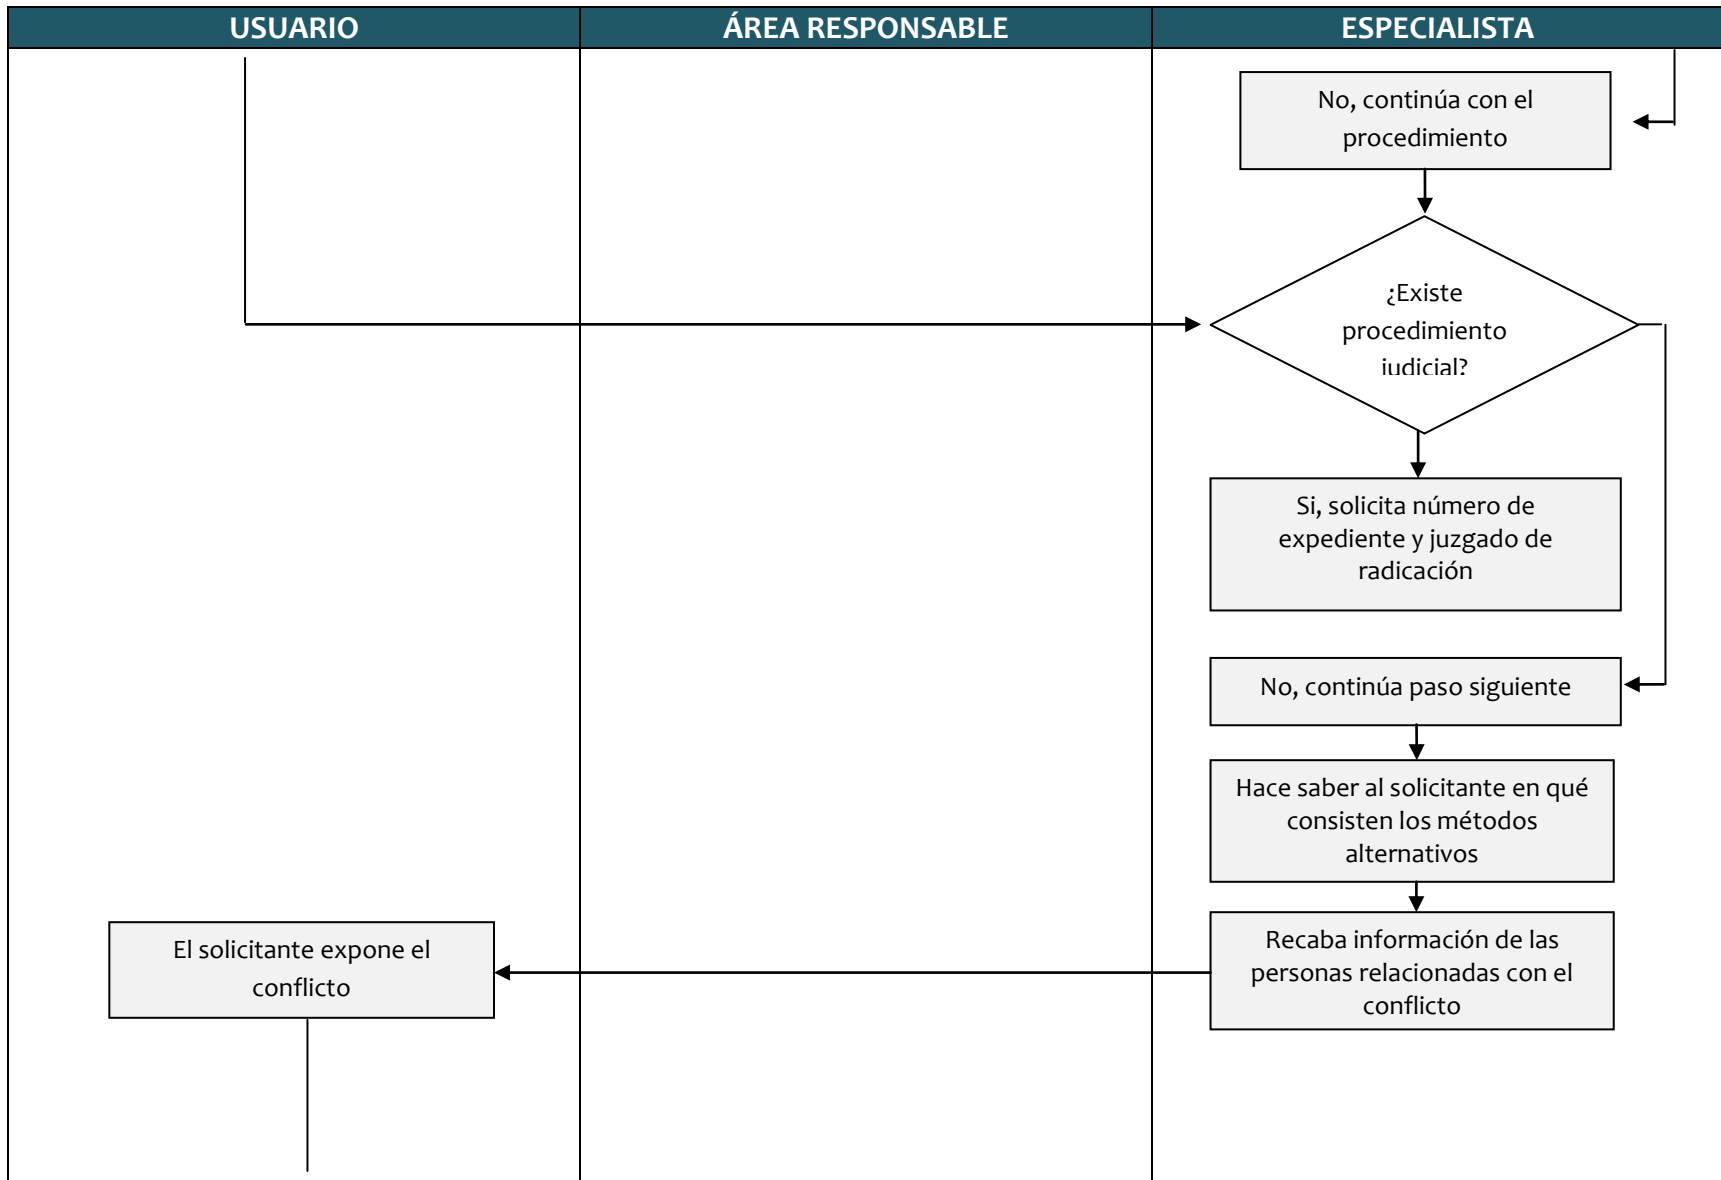 USUARIO
ÁREA RESPONSABLE
ESPECIALISTA
No, continúa con el
procedimiento
¿Existe
procedimiento
judicial?
Si, solicita número de
expediente y juzgado de
radicación
No, continúa paso siguiente
Hace saber al solicitante en qué
consisten los métodos
alternativos
El solicitante expone el
conflicto
Recaba información de las
personas relacionadas con el
conflicto